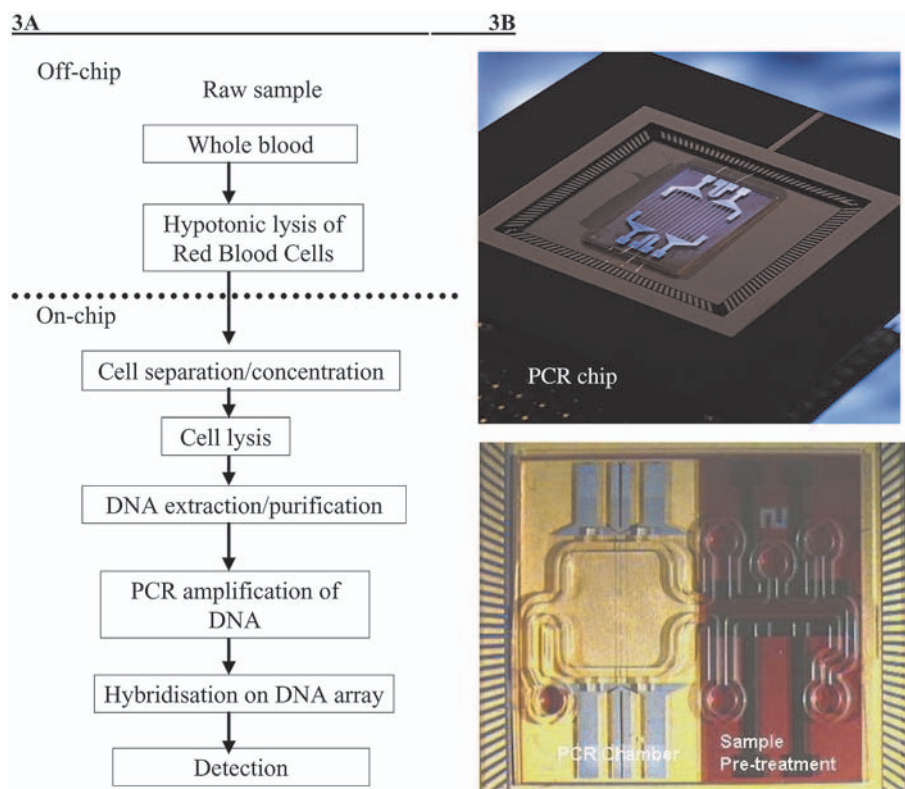 3A
Off-chip
Raw sample
Whole blood
Hypotonic lysis of
Red Blood Cells
On-chip
Cell separation/concentration
Cell lysis
DNA extraction/purification
PCR amplification of
DNA
Hybridisation on DNA array
Detection
3B
PCR chip
PCR Chamber
Sample
Pre-treatment